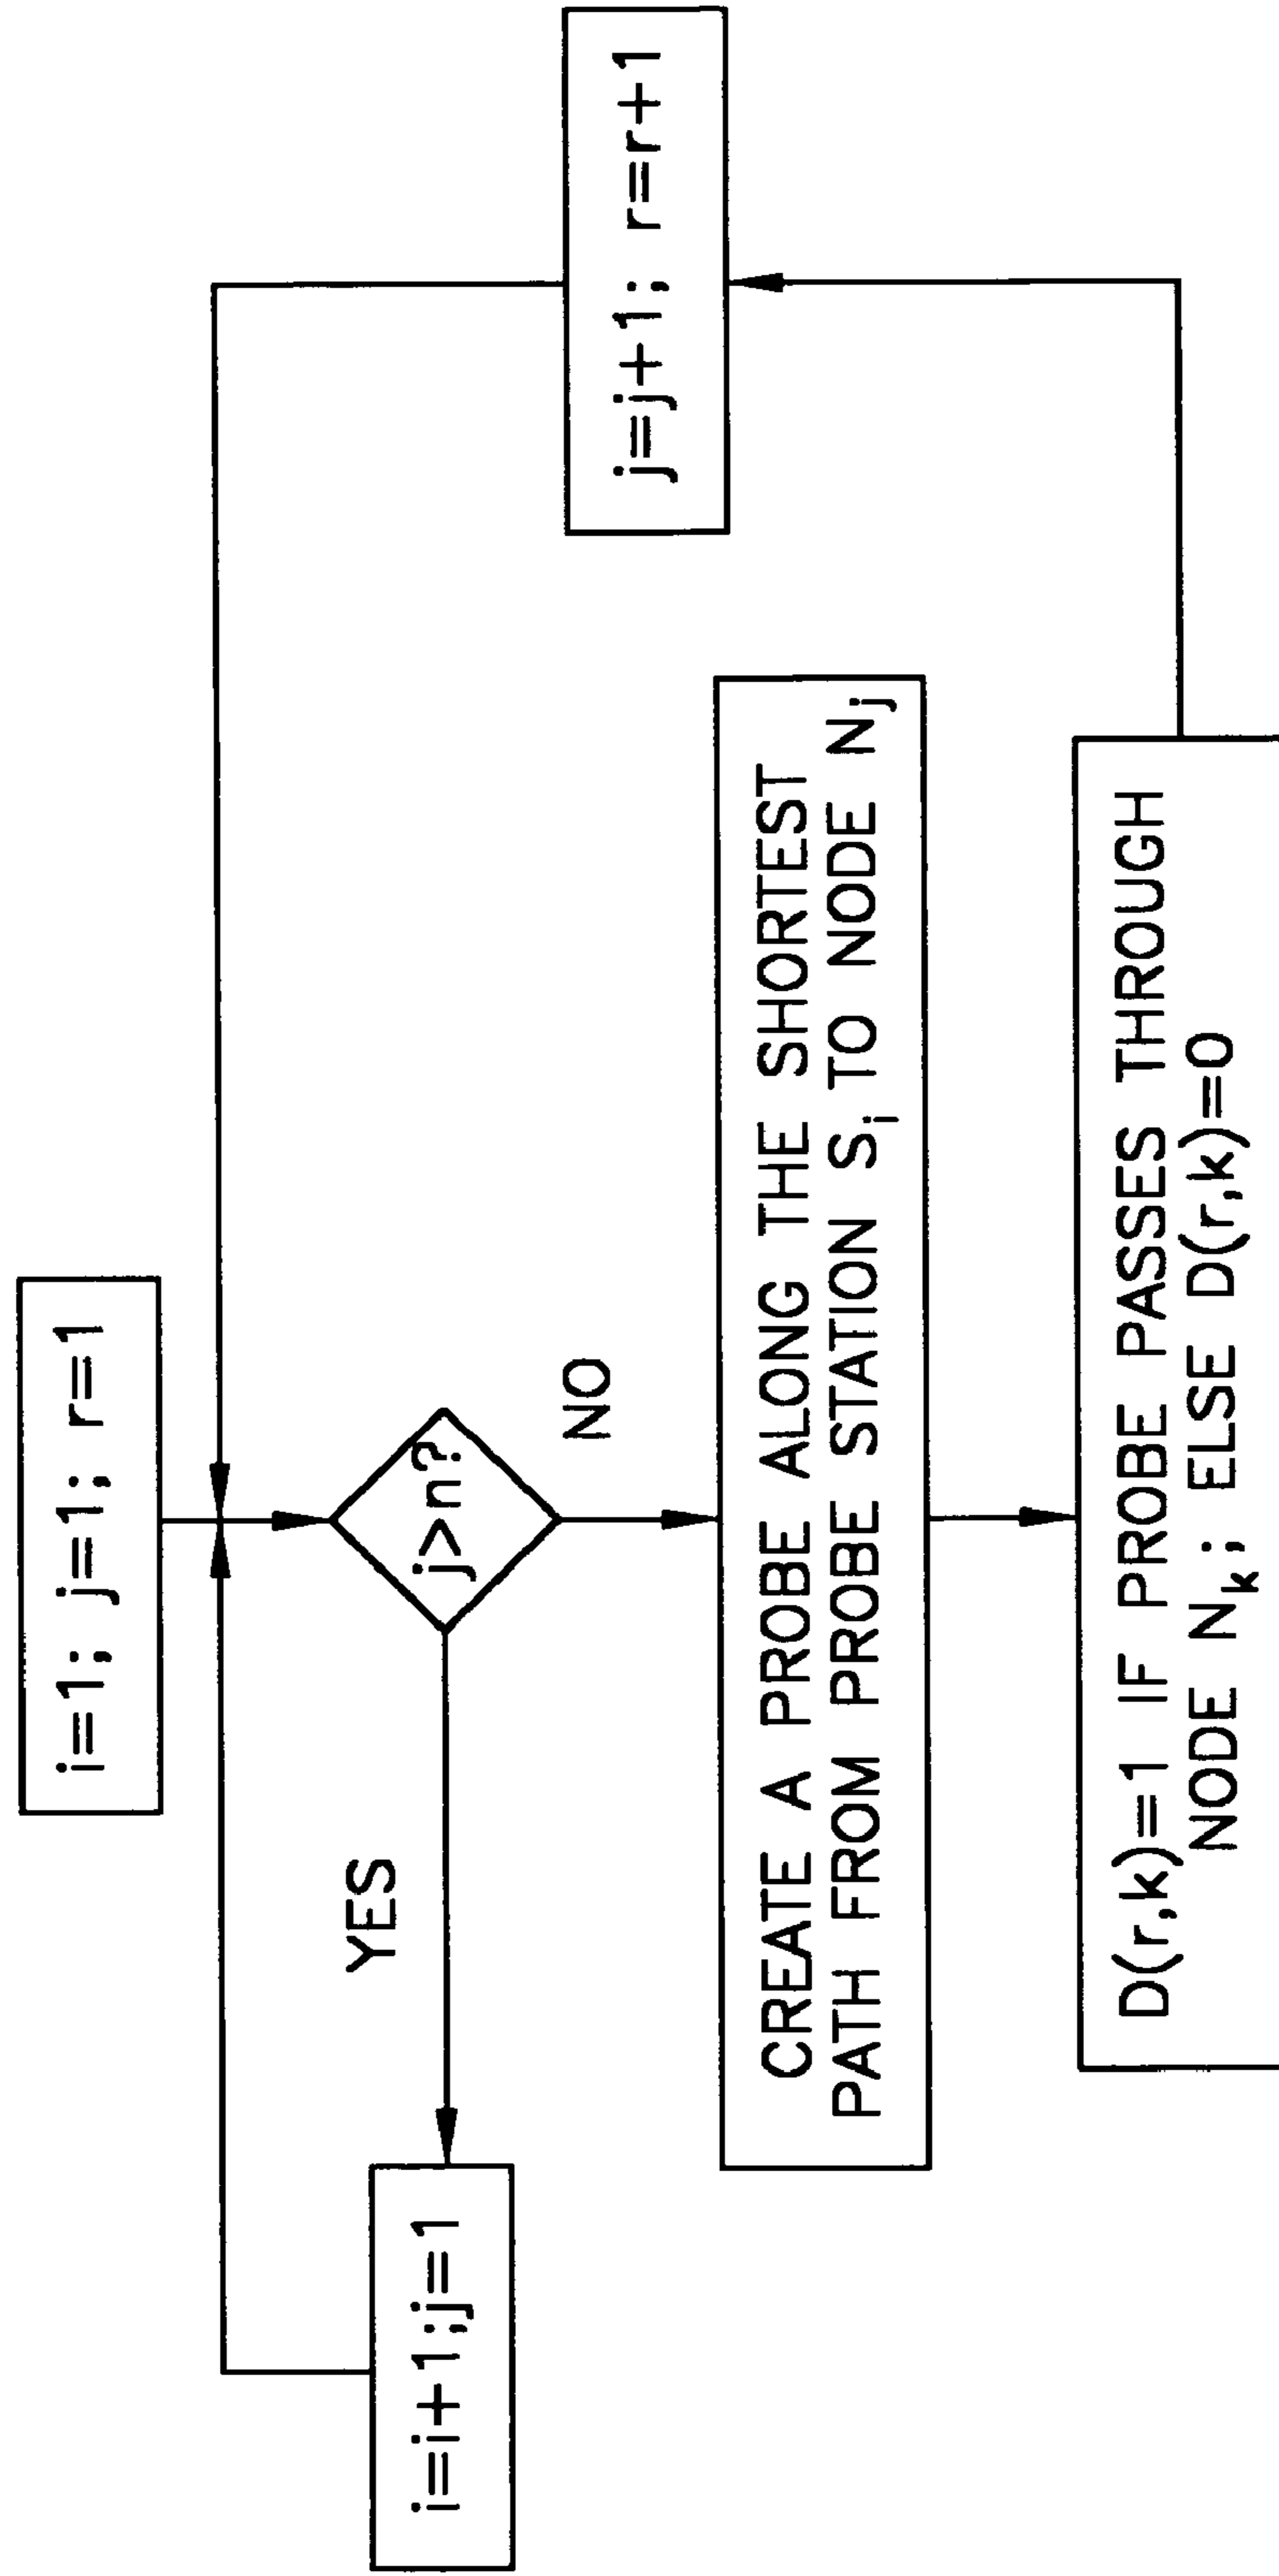 i=1; j=1; r=1
j>n?
YES
NO
i=i+1;j=1
j=j+1; r=r+1
CREATE A PROBE ALONG THE SHORTEST
PATH FROM PROBE STATION Si TO NODE Nj
D(r,k)=1 IF PROBE PASSES THROUGH
NODE Nk; ELSE D(r,k)=0